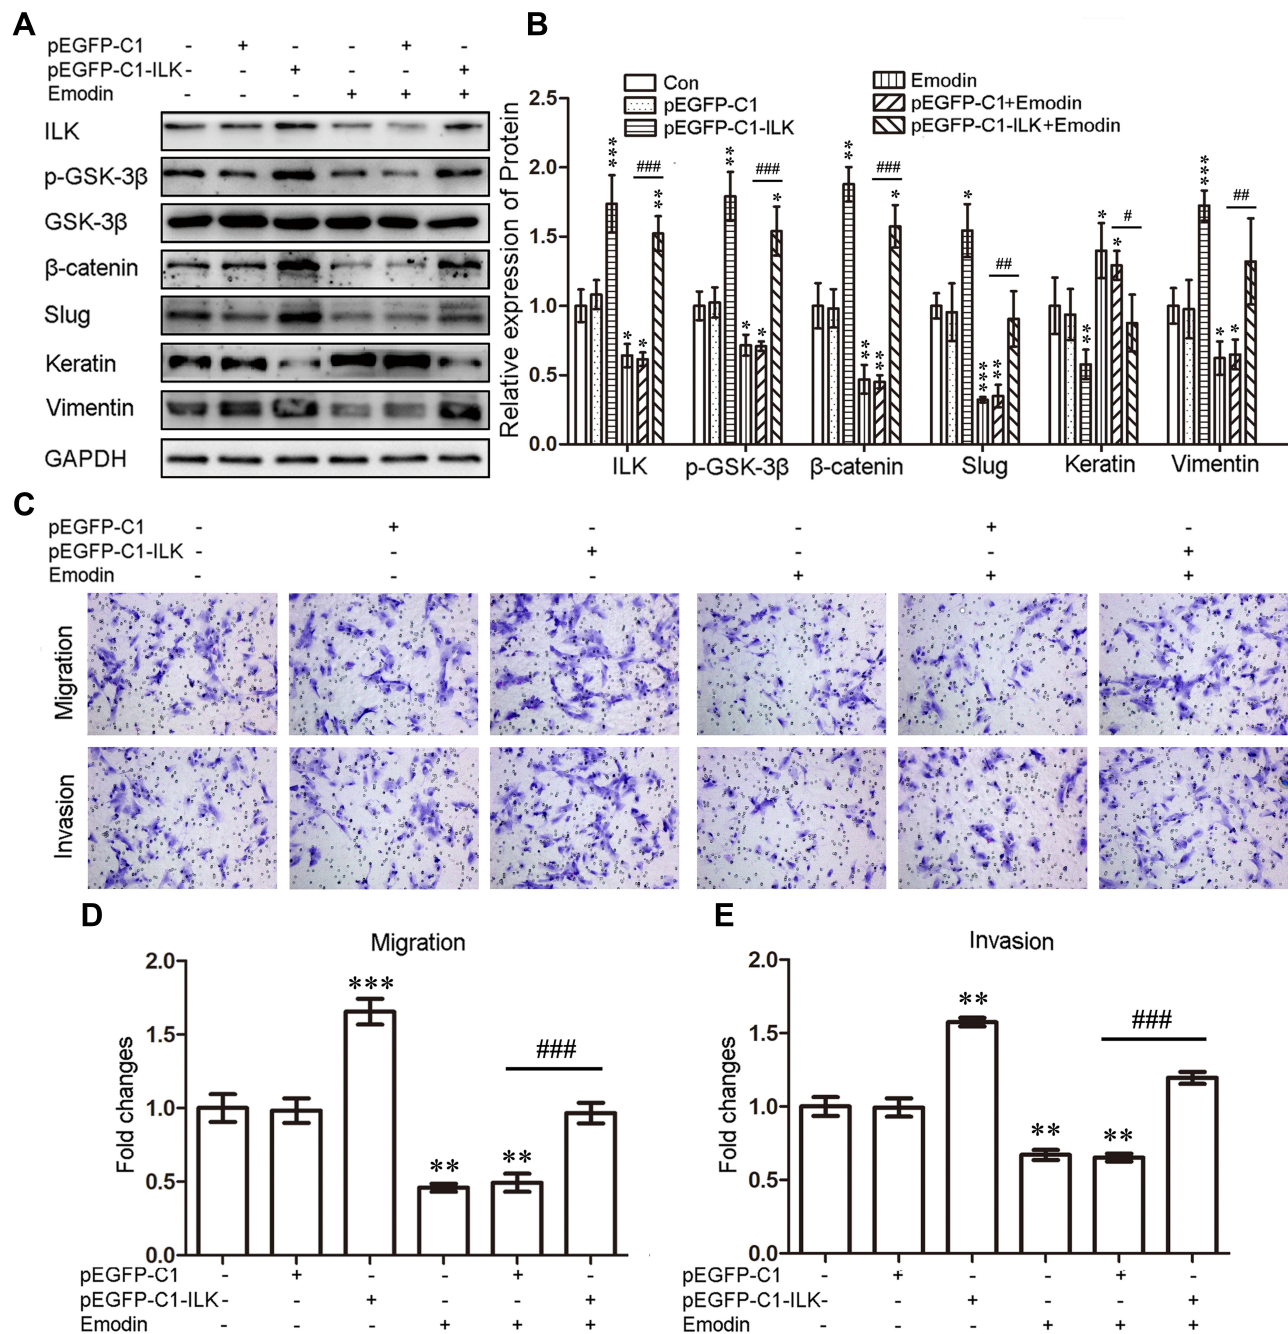 A
pEGFP-C1 - + - - + -
pEGFP-C1-ILK - - + - - +
Emodin - - - + + +
ILK
p-GSK-3β
GSK-3β
β-catenin
Slug
Keratin
Vimentin
GAPDH
B
Con
pEGFP-C1
pEGFP-C1-ILK
Emodin
pEGFP-C1+Emodin
pEGFP-C1-ILK+Emodin
Relative expression of Protein
2.5
2.0
1.5
1.0
0.5
0.0
*** * * ### **
** * * ### *
** ** ** ### *
* *** ** ##
** * * #
*** * * ##
ILK p-GSK-3β β-catenin Slug Keratin Vimentin
C
pEGFP-C1 - + - - + -
pEGFP-C1-ILK - - + - - +
Emodin - - - + + +
Migration
Invasion
D
Migration
Fold changes
2.0
1.5
1.0
0.5
0.0
*** ** ** ###
pEGFP-C1 - + - - + -
pEGFP-C1-ILK - - + - - +
Emodin - - - + + +
E
Invasion
Fold changes
2.0
1.5
1.0
0.5
0.0
** ** ** ###
pEGFP-C1 - + - - + -
pEGFP-C1-ILK - - + - - +
Emodin - - - + + +